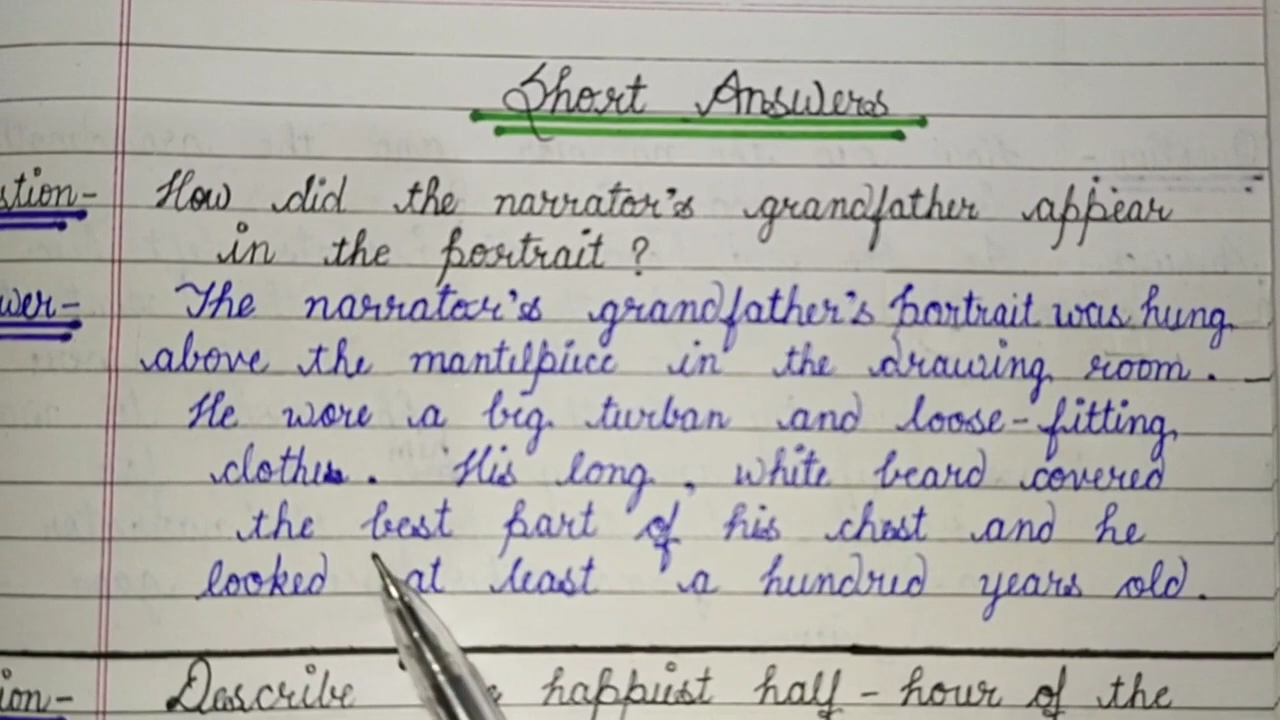 Short Answers
stion- How did the narrator's grandfather appear
in the portrait ?
wer- The narrator's grandfather's portrait was hung
above the mantelpiece in the drawing room.
He wore a big turban and loose-fitting
clothes. His long, white beard covered
the best part of his chest and he
looked at least a hundred years old.
ion- Describe happiest half-hour of the